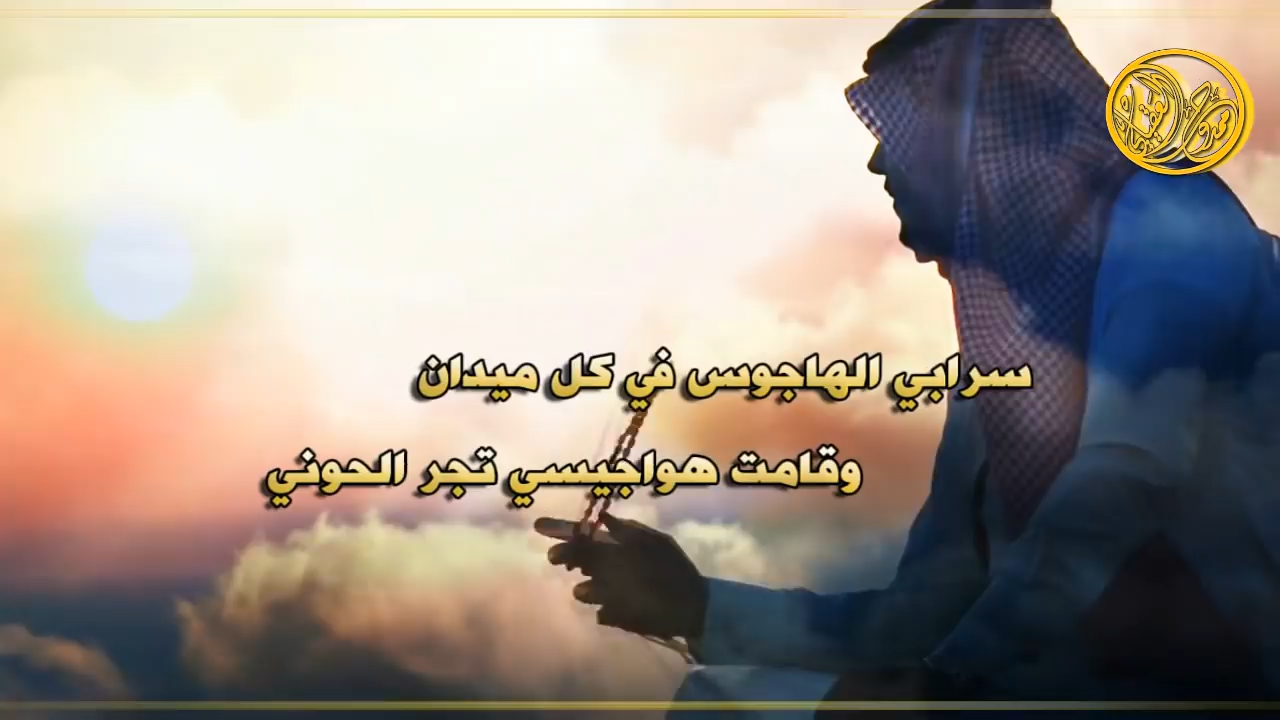 سرابي الهاجوس في كل ميدان
وقامت هواجيسي تجر الحوني